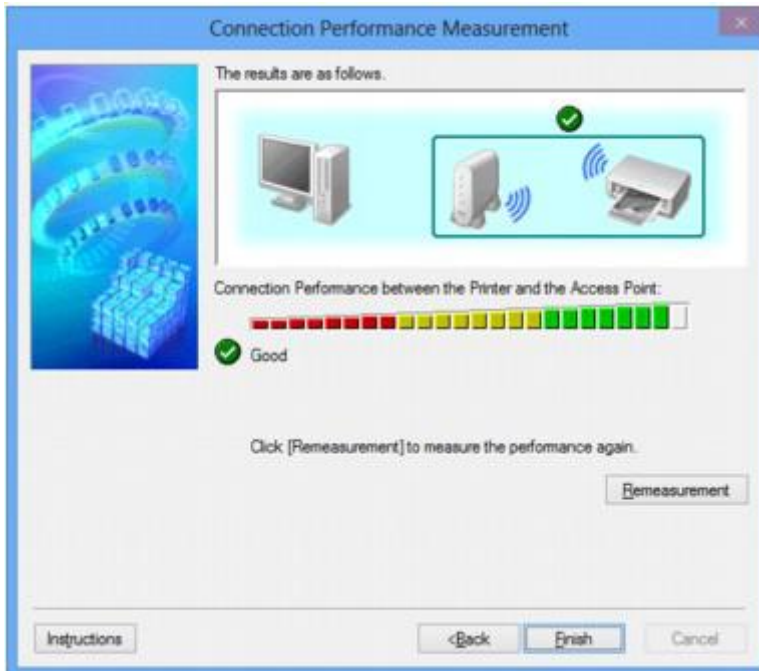 Connection Performance Measurement
The results are as follows.
Connection Performance between the Printer and the Access Point:
Good
Click [Remeasurement] to measure the performance again.
Remeasurement
Instructions
<Back
Finish
Cancel